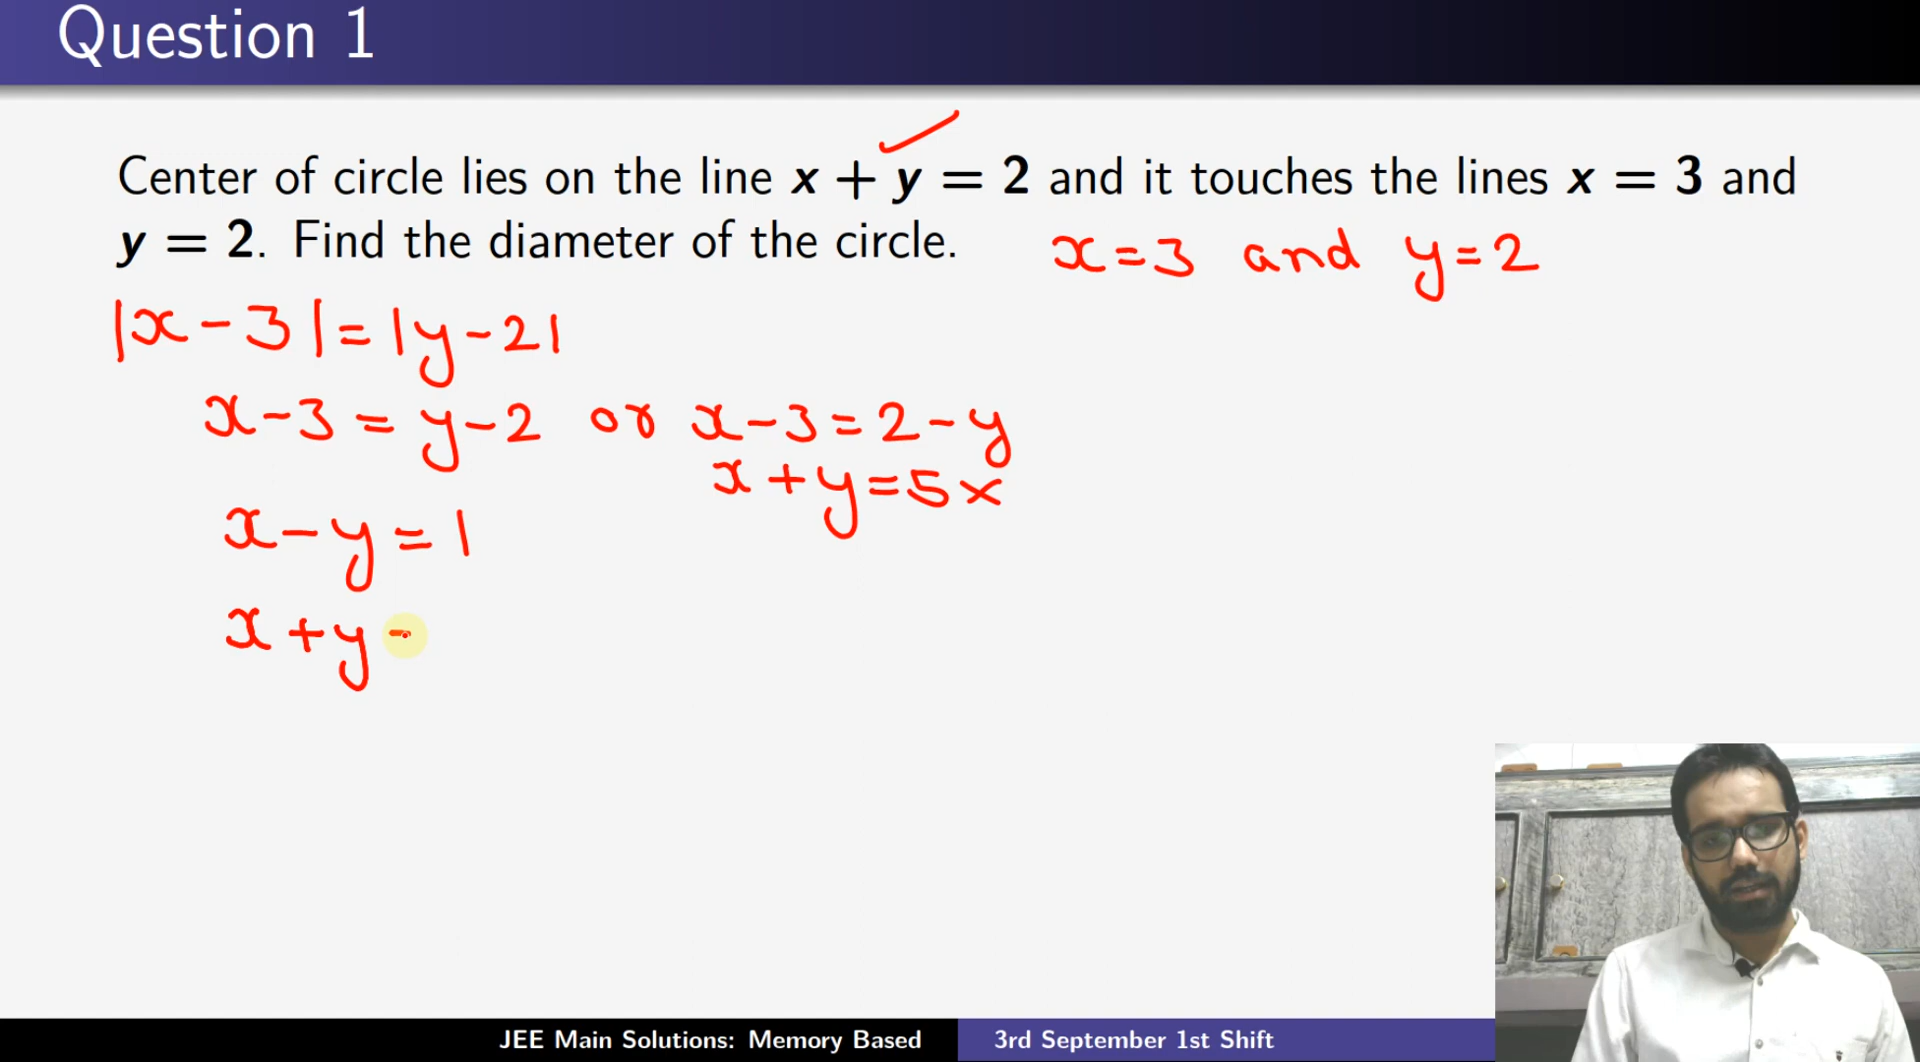 Question 1
Center of circle lies on the line x + y = 2 and it touches the lines x = 3 and
y = 2. Find the diameter of the circle.
x=3 and y=2
|x-3|=|y-2|
x-3=y-2 or x-3=2-y
x+y=5×
x-y=1
x+y-
JEE Main Solutions: Memory Based
3rd September 1st Shift